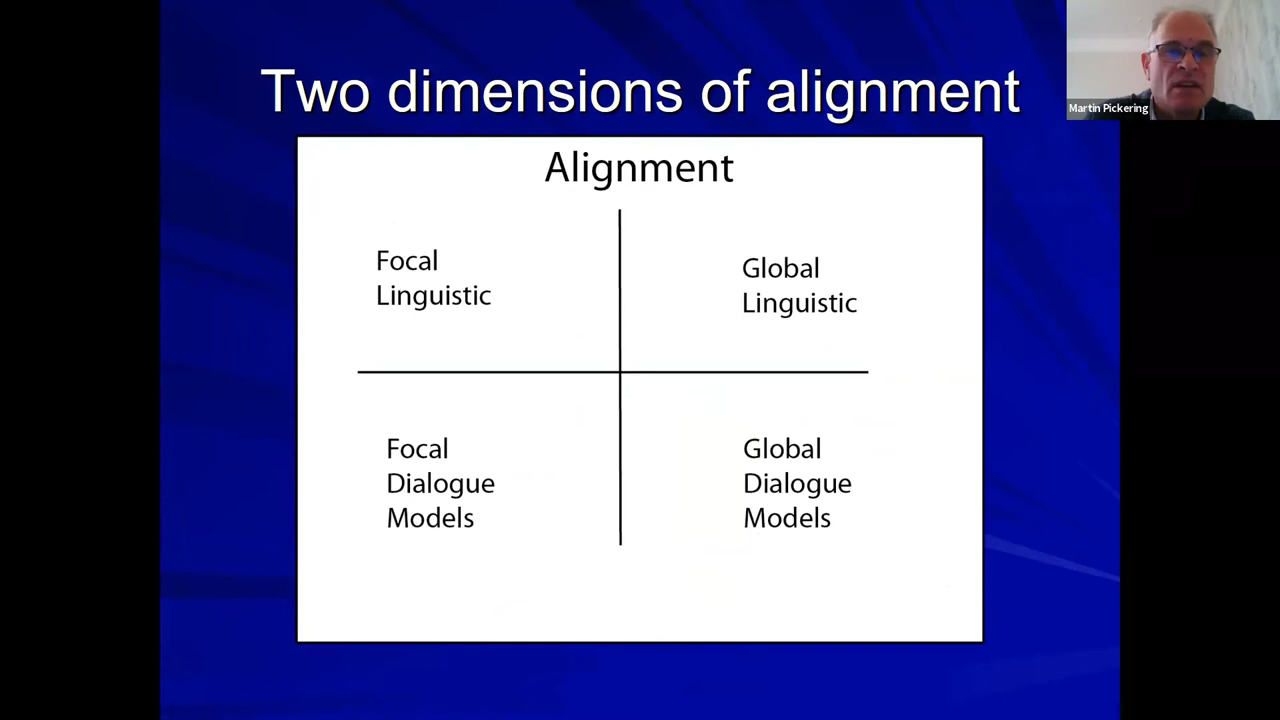 Two dimensions of alignment
Martin Pickering
Alignment
Focal
Linguistic
Global
Linguistic
Focal
Dialogue
Models
Global
Dialogue
Models